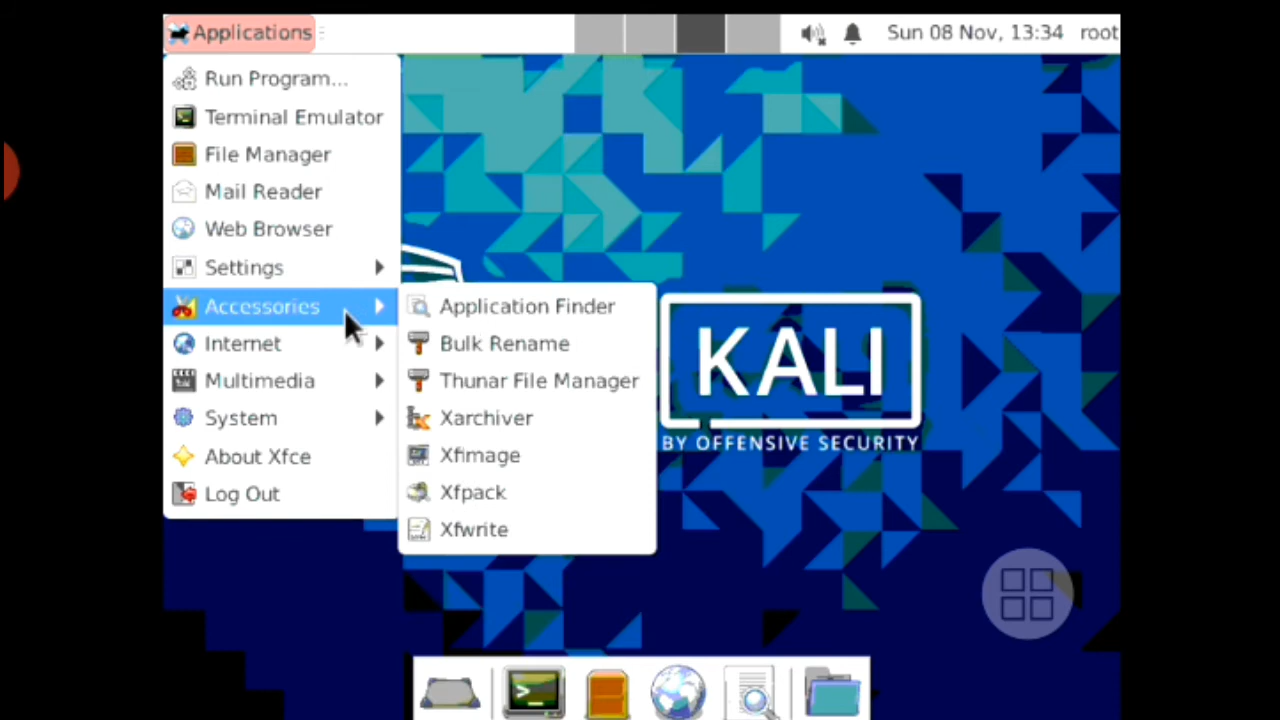 Applications
Sun 08 Nov, 13:34 root
Run Program...
Terminal Emulator
File Manager
Mail Reader
Web Browser
Settings
Accessories
Internet
Multimedia
System
About Xfce
Log Out
Application Finder
Bulk Rename
Thunar File Manager
Xarchiver
Xfimage
Xfpack
Xfwrite
KALI
BY OFFENSIVE SECURITY